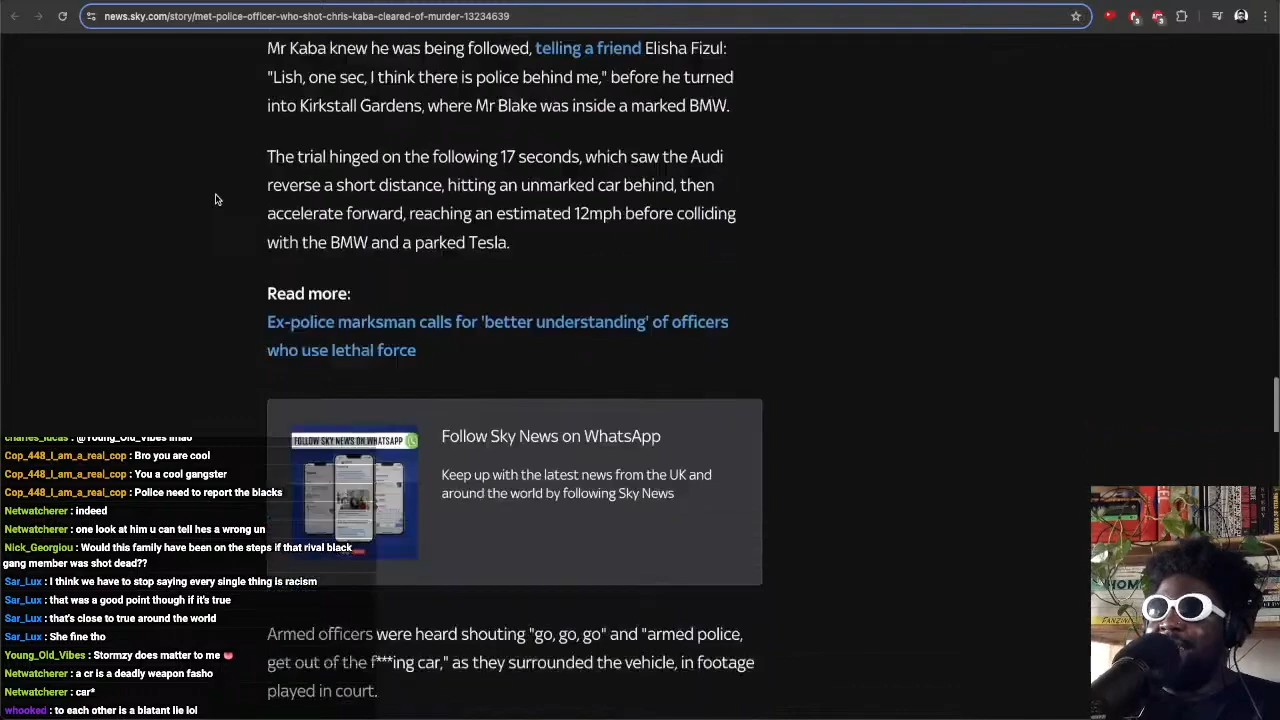 news.sky.com/story/met-police-officer-who-shot-chris-kaba-cleared-of-murder-13234639
Mr Kaba knew he was being followed, telling a friend Elisha Fizul:
"Lish, one sec, I think there is police behind me," before he turned
into Kirkstall Gardens, where Mr Blake was inside a marked BMW.
The trial hinged on the following 17 seconds, which saw the Audi
reverse a short distance, hitting an unmarked car behind, then
accelerate forward, reaching an estimated 12mph before colliding
with the BMW and a parked Tesla.
Read more:
Ex-police marksman calls for 'better understanding' of officers
who use lethal force
FOLLOW SKY NEWS ON WHATSAPP
Follow Sky News on WhatsApp
Keep up with the latest news from the UK and
around the world by following Sky News
Armed officers were heard shouting "go, go, go" and "armed police,
get out of the f***ing car," as they surrounded the vehicle, in footage
played in court.
charles_lucas : @Young_Old_Vibes lmao
Cop_448_I_am_a_real_cop : Bro you are cool
Cop_448_I_am_a_real_cop : You a cool gangster
Cop_448_I_am_a_real_cop : Police need to report the blacks
Netwatcherer : indeed
Netwatcherer : one look at him u can tell hes a wrong un
Nick_Georgiou : Would this family have been on the steps if that rival black
gang member was shot dead??
Sar_Lux : I think we have to stop saying every single thing is racism
Sar_Lux : that was a good point though if it's true
Sar_Lux : that's close to true around the world
Sar_Lux : She fine tho
Young_Old_Vibes : Stormzy does matter to me 👅
Netwatcherer : a cr is a deadly weapon fasho
Netwatcherer : car*
whooked : to each other is a blatant lie lol